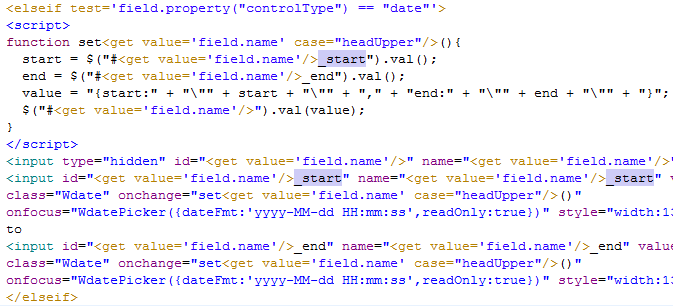 <elseif test='field.property("controlType") == "date"'>
<script>
function set<get value='field.name' case="headUpper"/>(){
  start = $("#<get value='field.name'/>_start").val();
  end = $("#<get value='field.name'/>_end").val();
  value = "{start:" + "\"" + start + "\"" + "," + "end:" + "\"" + end + "\"" + "}";
  $("#<get value='field.name'/>").val(value);
}
</script>
<input type="hidden" id="<get value='field.name'/>" name="<get value='field.name'/>"
<input id="<get value='field.name'/>_start" name="<get value='field.name'/>_start" v
class="Wdate" onchange="set<get value='field.name' case="headUpper"/>()"
onfocus="WdatePicker({dateFmt:'yyyy-MM-dd HH:mm:ss',readOnly:true})" style="width:13
to
<input id="<get value='field.name'/>_end" name="<get value='field.name'/>_end" value
class="Wdate" onchange="set<get value='field.name' case="headUpper"/>()"
onfocus="WdatePicker({dateFmt:'yyyy-MM-dd HH:mm:ss',readOnly:true})" style="width:13
</elseif>